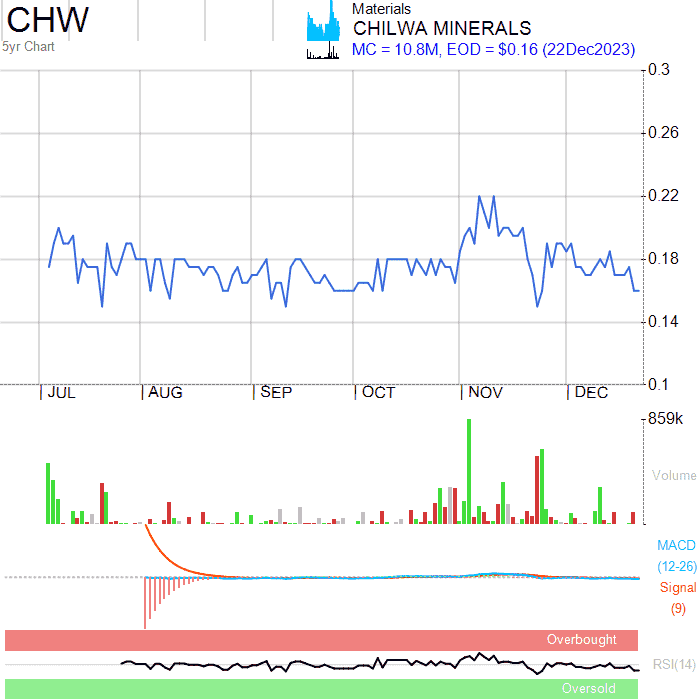 CHW
5yr Chart
Materials
CHILWA MINERALS
MC = 10.8M, EOD = $0.16 (22Dec2023)
0.3
0.26
0.22
0.18
0.14
0.1
| JUL | AUG | SEP | OCT | NOV | DEC
859k
Volume
MACD
(12-26)
Signal
(9)
Overbought
RSI(14)
Oversold